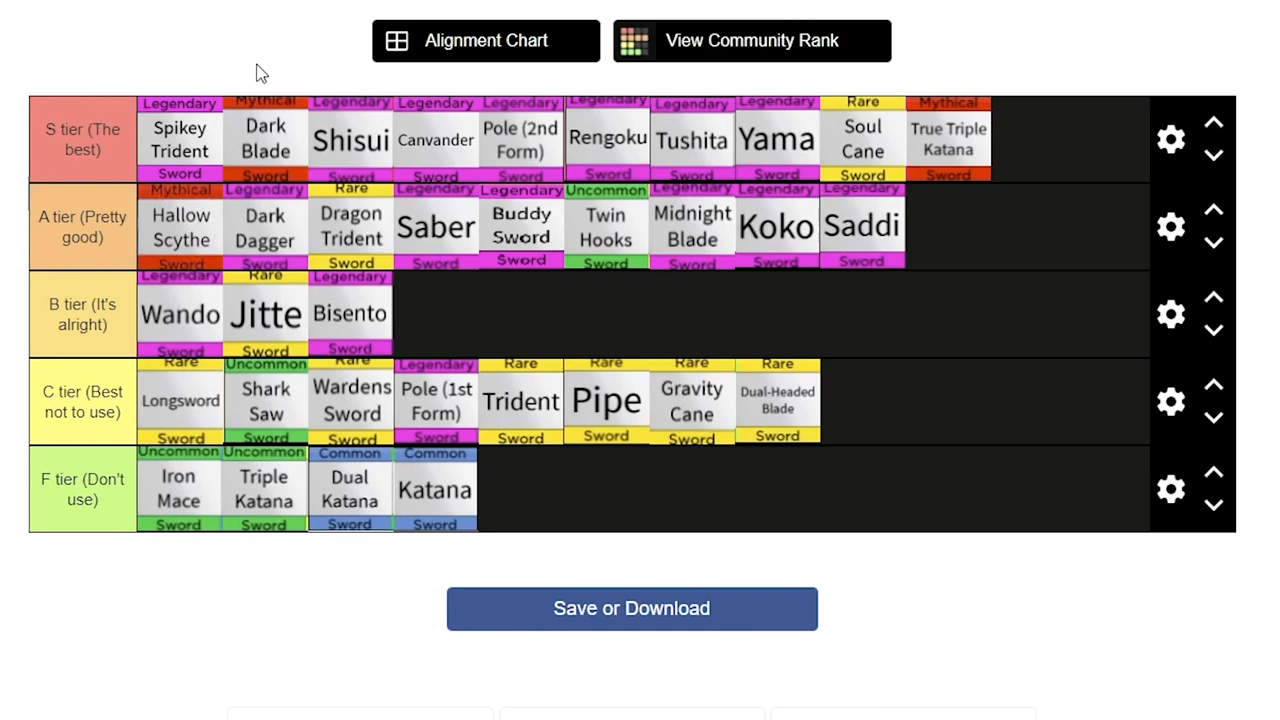 Alignment Chart
View Community Rank
S tier (The
best)
Legendary
Spikey
Trident
Sword
Mythical
Dark
Blade
Sword
Legendary
Shisui
Sword
Legendary
Canvander
Sword
Legendary
Pole (2nd
Form)
Sword
Legendary
Rengoku
Sword
Legendary
Tushita
Sword
Legendary
Yama
Sword
Rare
Soul
Cane
Sword
Mythical
True Triple
Katana
Sword
A tier (Pretty
good)
Mythical
Hallow
Scythe
Sword
Legendary
Dark
Dagger
Sword
Rare
Dragon
Trident
Sword
Legendary
Saber
Sword
Legendary
Buddy
Sword
Sword
Uncommon
Twin
Hooks
Sword
Legendary
Midnight
Blade
Sword
Legendary
Koko
Sword
Legendary
Saddi
Sword
B tier (It's
alright)
Legendary
Wando
Sword
Rare
Jitte
Sword
Legendary
Bisento
Sword
C tier (Best
not to use)
Rare
Longsword
Sword
Uncommon
Shark
Saw
Sword
Rare
Wardens
Sword
Sword
Legendary
Pole (1st
Form)
Sword
Rare
Trident
Sword
Rare
Pipe
Sword
Rare
Gravity
Cane
Sword
Rare
Dual-Headed
Blade
Sword
F tier (Don't
use)
Uncommon
Iron
Mace
Sword
Uncommon
Triple
Katana
Sword
Common
Dual
Katana
Sword
Common
Katana
Sword
Save or Download